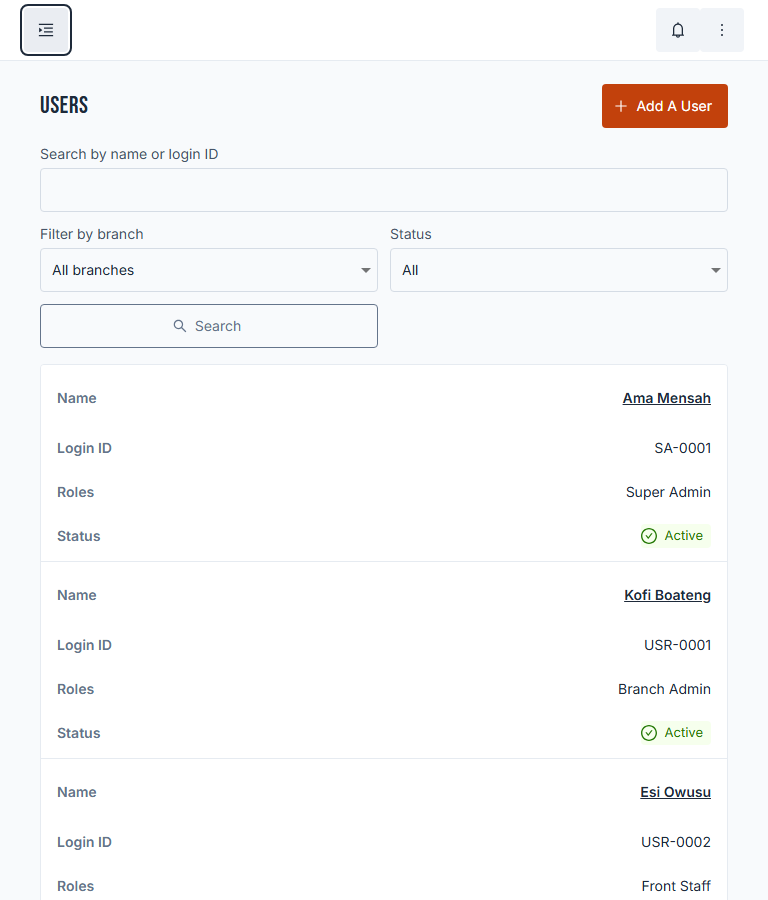 USERS
Add A User
Search by name or login ID
Filter by branch
Status
All branches
All
Search
Name
Ama Mensah
Login ID
SA-0001
Roles
Super Admin
Status
Active
Name
Kofi Boateng
Login ID
USR-0001
Roles
Branch Admin
Status
Active
Name
Esi Owusu
Login ID
USR-0002
Roles
Front Staff